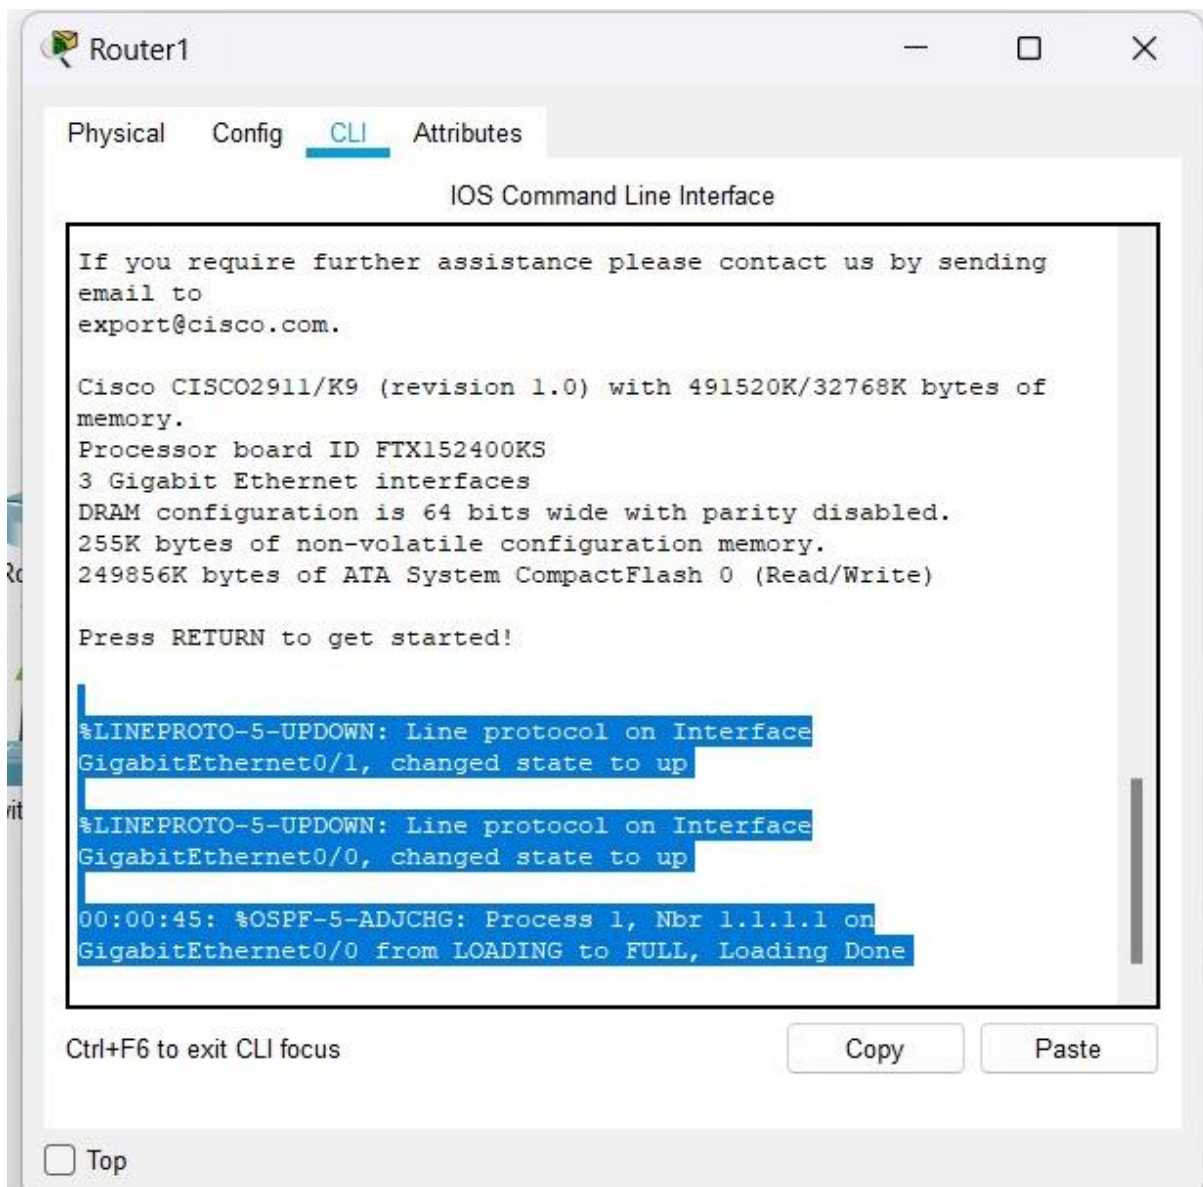 Router1
Physical Config CLI Attributes
IOS Command Line Interface
If you require further assistance please contact us by sending
email to
export@cisco.com.
Cisco CISCO2911/K9 (revision 1.0) with 491520K/32768K bytes of
memory.
Processor board ID FTX152400KS
3 Gigabit Ethernet interfaces
DRAM configuration is 64 bits wide with parity disabled.
255K bytes of non-volatile configuration memory.
249856K bytes of ATA System CompactFlash 0 (Read/Write)
Press RETURN to get started!
%LINEPROTO-5-UPDOWN: Line protocol on Interface
GigabitEthernet0/1, changed state to up
%LINEPROTO-5-UPDOWN: Line protocol on Interface
GigabitEthernet0/0, changed state to up
00:00:45: %OSPF-5-ADJCHG: Process 1, Nbr 1.1.1.1 on
GigabitEthernet0/0 from LOADING to FULL, Loading Done
Ctrl+F6 to exit CLI focus
Copy Paste
Top